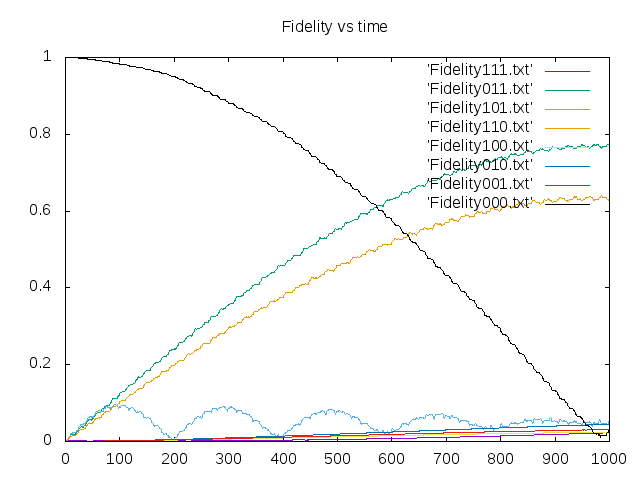 Fidelity vs time
1
0.8
0.6
0.4
0.2
0
0 100 200 300 400 500 600 700 800 900 1000
'Fidelity111.txt'
'Fidelity011.txt'
'Fidelity101.txt'
'Fidelity110.txt'
'Fidelity100.txt'
'Fidelity010.txt'
'Fidelity001.txt'
'Fidelity000.txt'